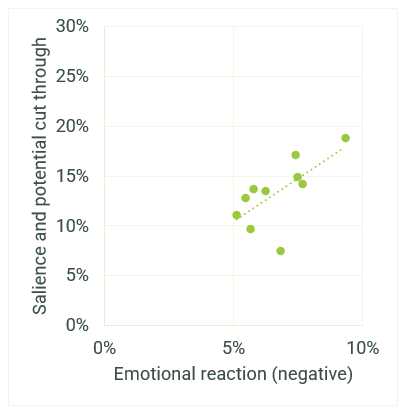 30%
25%
20%
15%
10%
5%
0%
Salience and potential cut through
0% 5% 10%
Emotional reaction (negative)